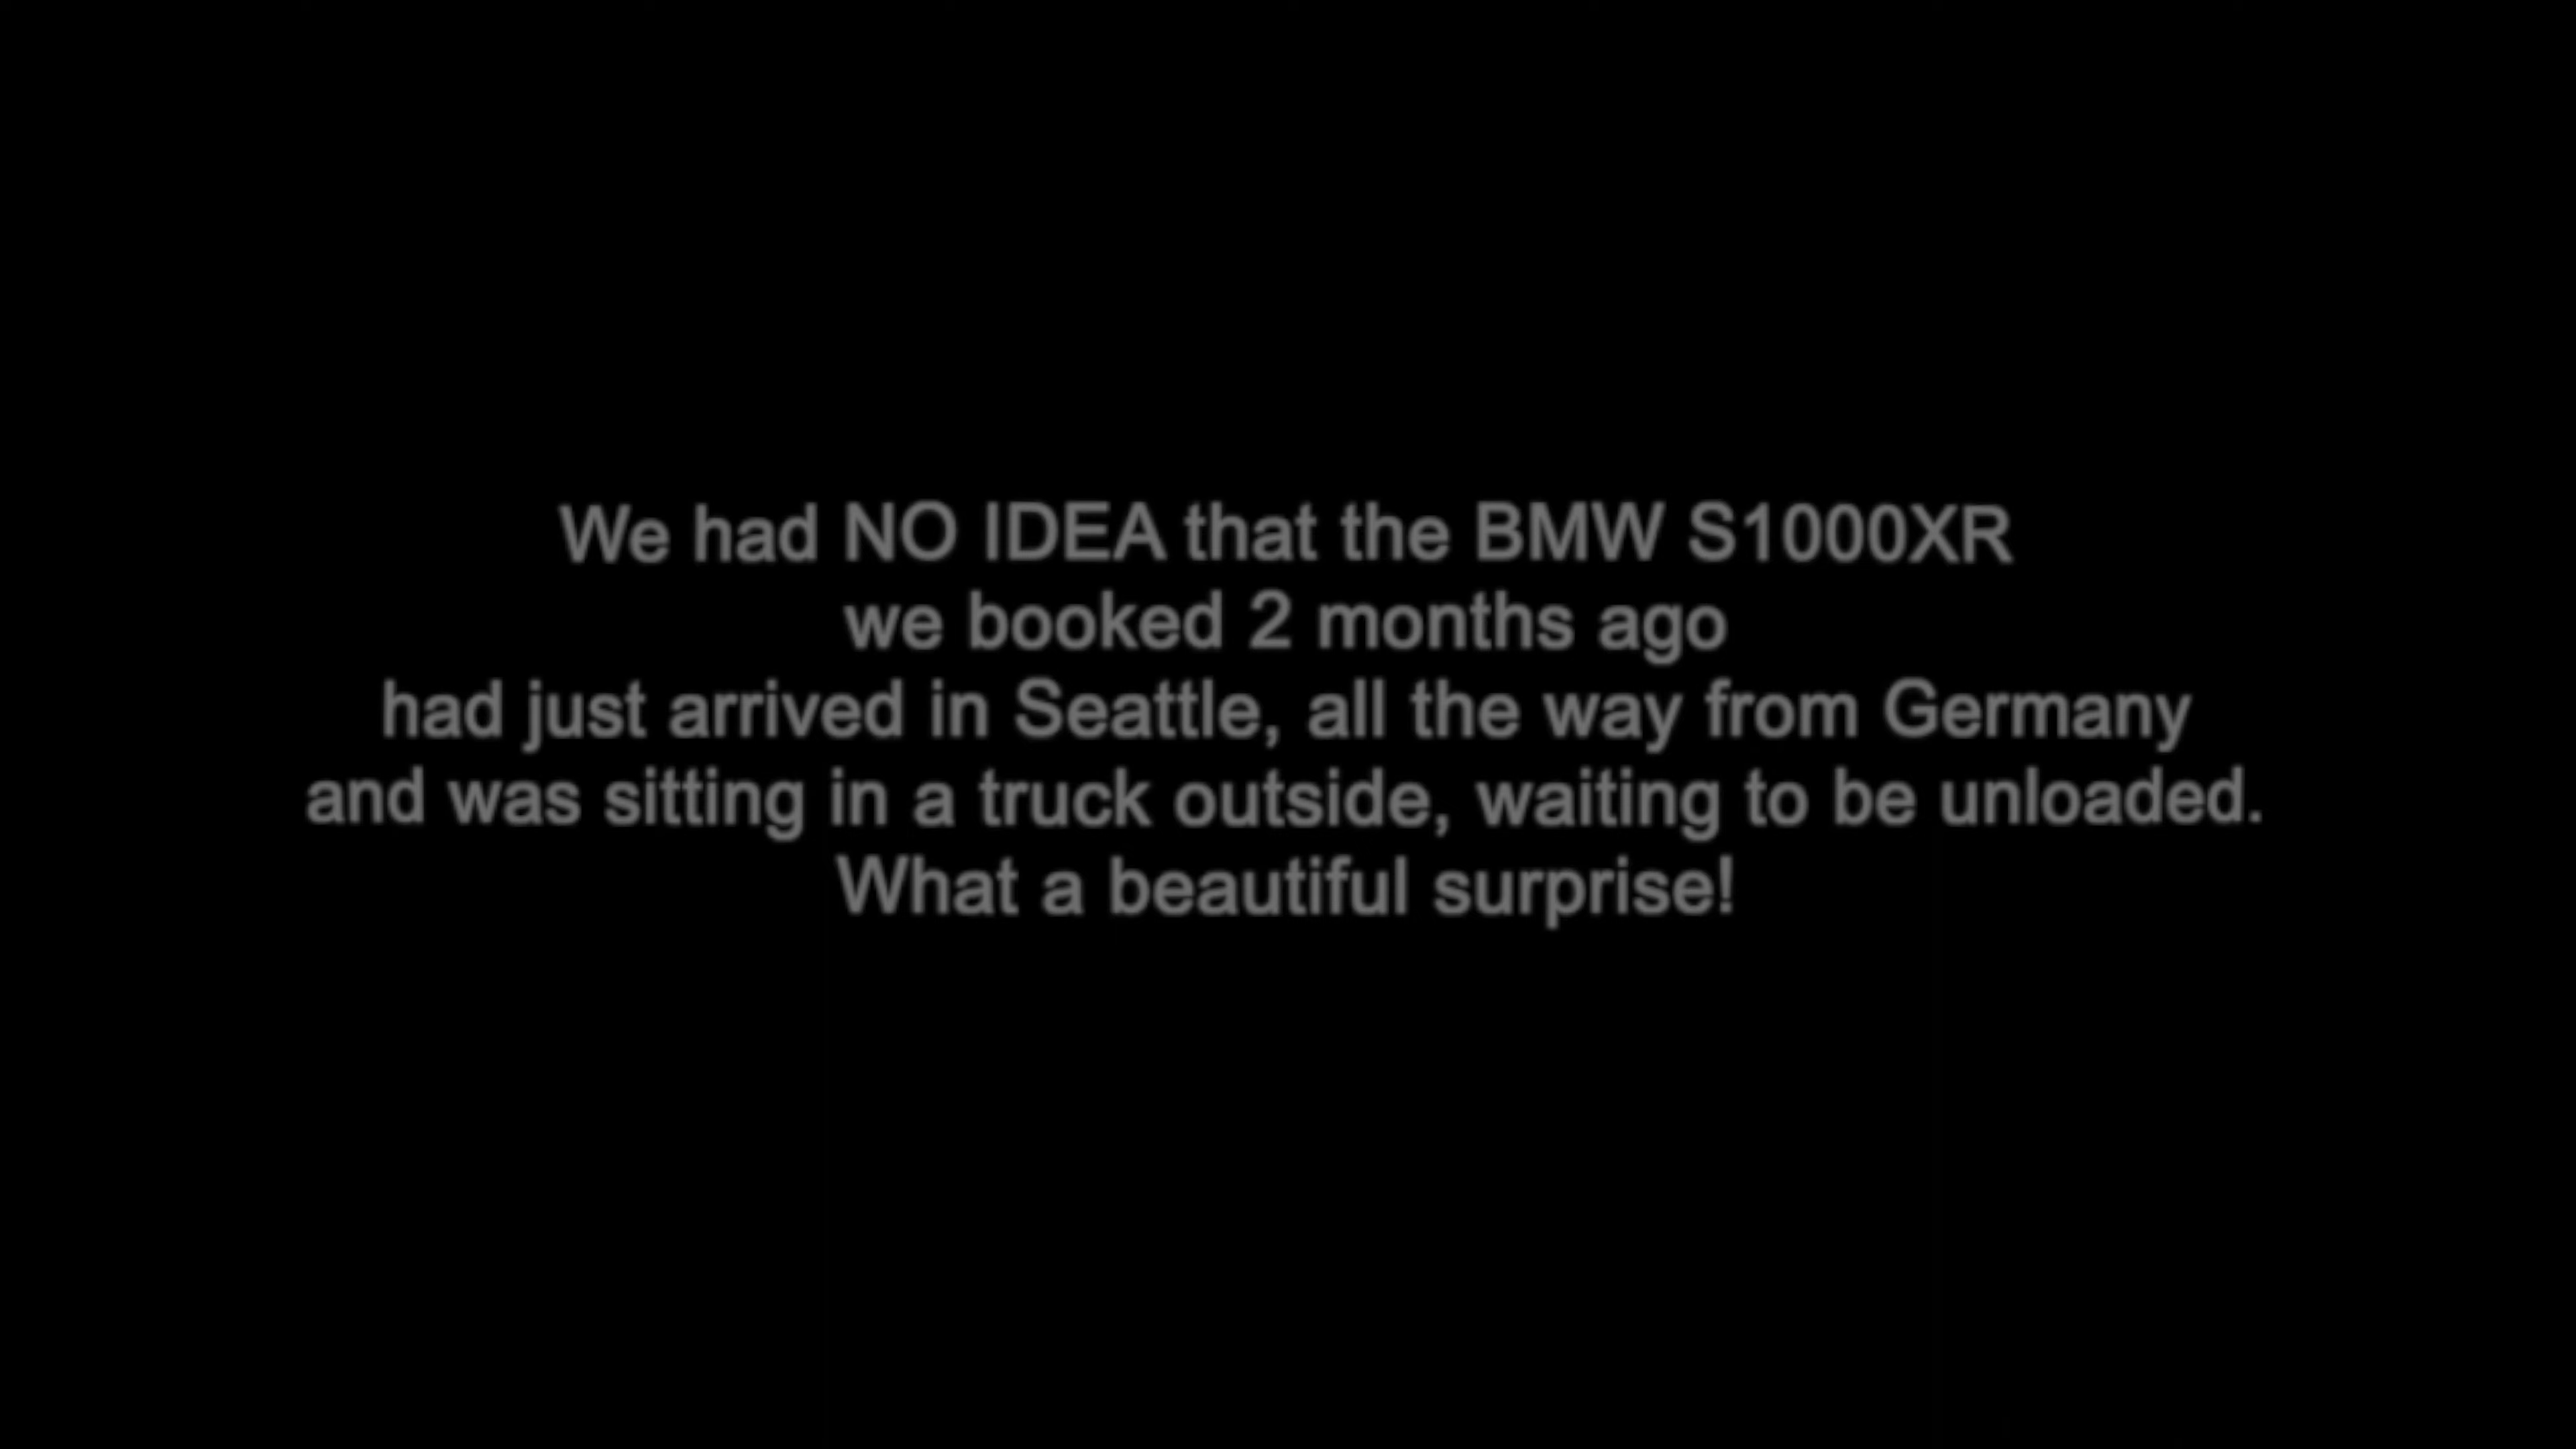 We had NO IDEA that the BMW S1000XR
we booked 2 months ago
had just arrived in Seattle, all the way from Germany
and was sitting in a truck outside, waiting to be unloaded.
What a beautiful surprise!